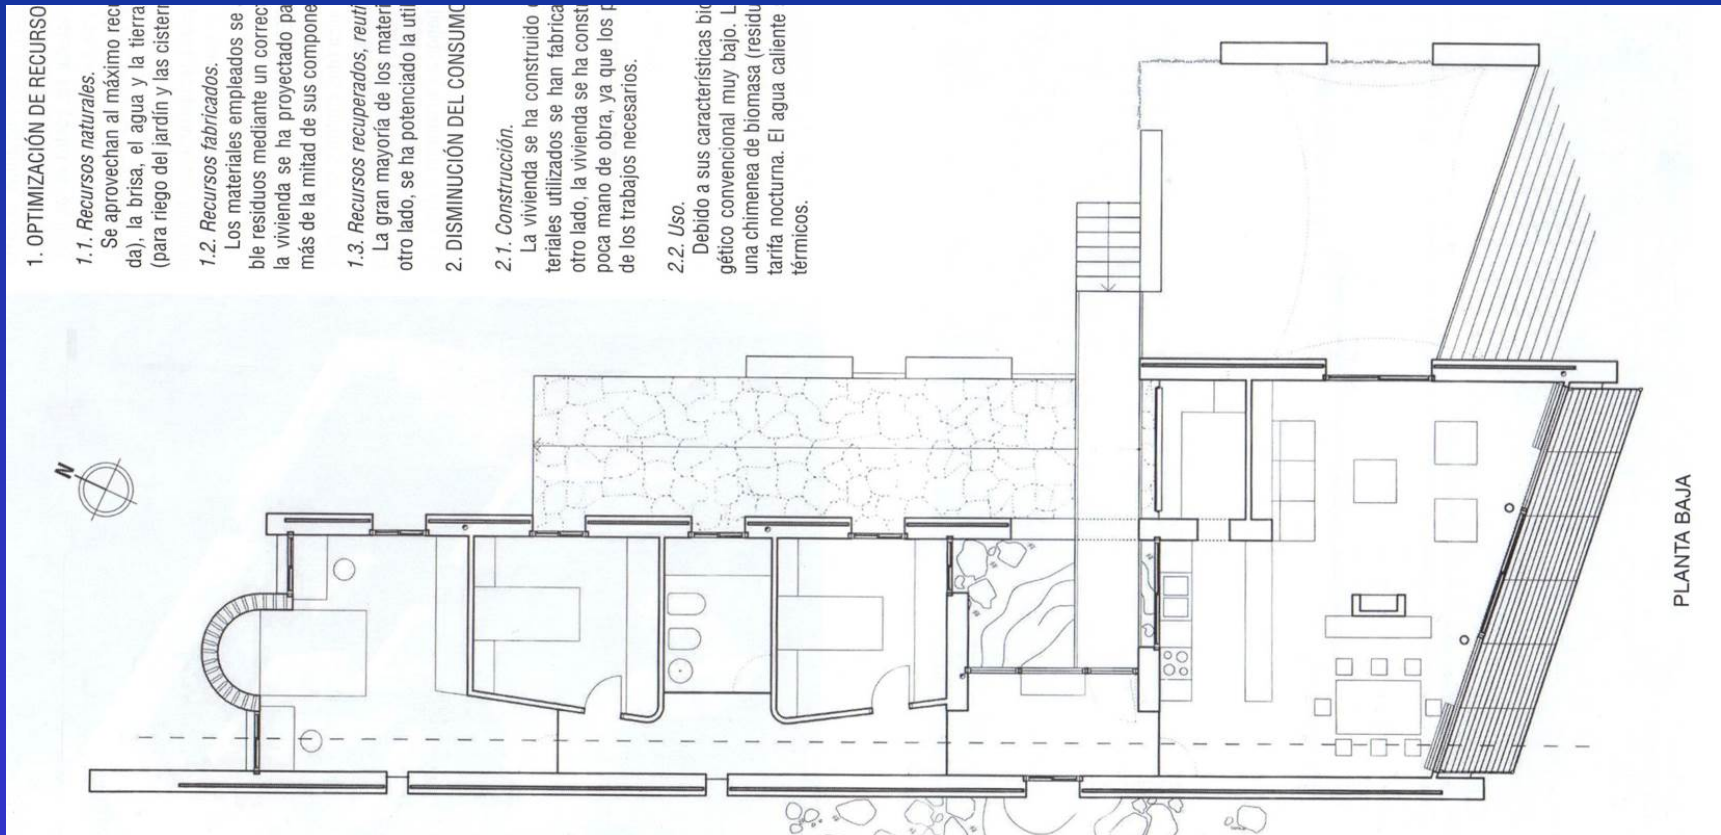 1. OPTIMIZACIÓN DE RECURSO
1.1. Recursos naturales.
Se aprovechan al máximo rec
da), la brisa, el agua y la tierra
(para riego del jardín y las cistern
1.2. Recursos fabricados.
Los materiales empleados se
ble residuos mediante un correc
la vivienda se ha proyectado pa
más de la mitad de sus compone
1.3. Recursos recuperados, reuti
La gran mayoría de los materi
otro lado, se ha potenciado la util
2. DISMINUCIÓN DEL CONSUMO
2.1. Construcción.
La vivienda se ha construido
teriales utilizados se han fabrica
otro lado, la vivienda se ha const
poca mano de obra, ya que los p
de los trabajos necesarios.
2.2. Uso.
Debido a sus características bio
gético convencional muy bajo. L
una chimenea de biomasa (residu
tarifa nocturna. El agua caliente
térmicos.
N
PLANTA BAJA